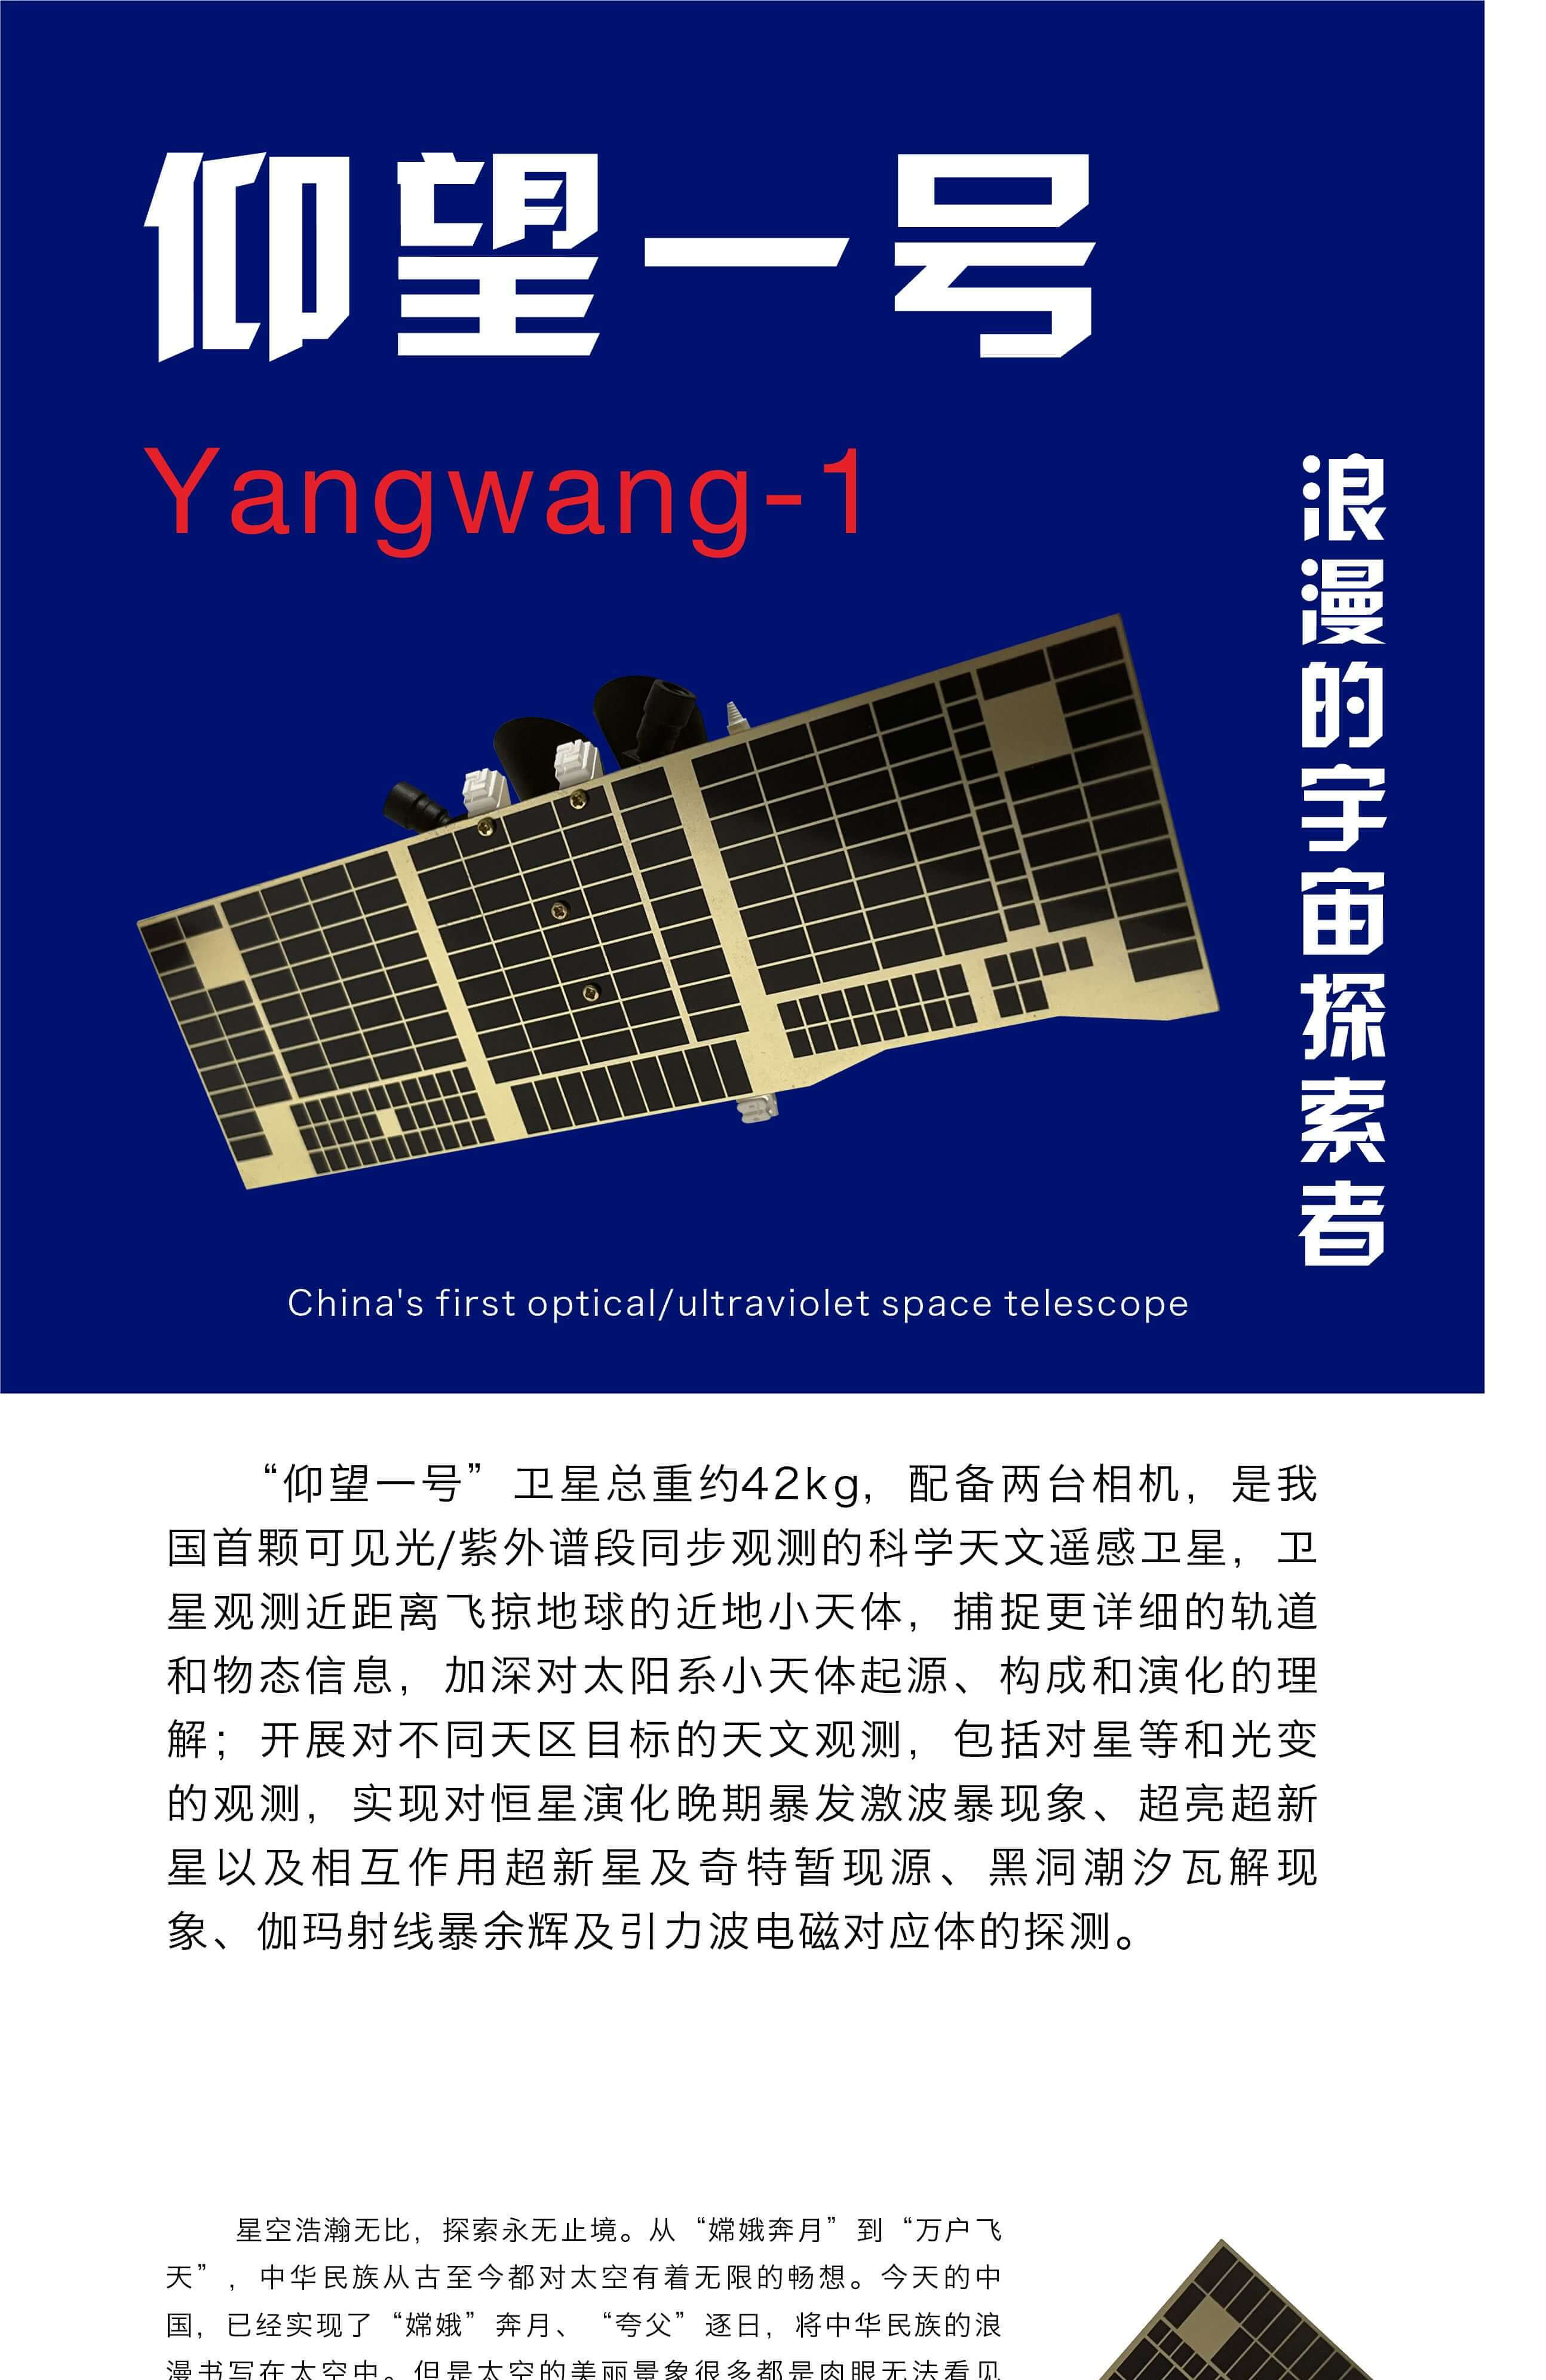 仰望一号
Yangwang-1
浪漫的宇宙探索者
China's first optical/ultraviolet space telescope
“仰望一号”卫星总重约42kg，配备两台相机，是我
国首颗可见光/紫外谱段同步观测的科学天文遥感卫星，卫
星观测近距离飞掠地球的近地小天体，捕捉更详细的轨道
和物态信息，加深对太阳系小天体起源、构成和演化的理
解；开展对不同天区目标的天文观测，包括对星等和光变
的观测，实现对恒星演化晚期暴发激波暴现象、超亮超新
星以及相互作用超新星及奇特暂现源、黑洞潮汐瓦解现
象、伽玛射线暴余辉及引力波电磁对应体的探测。
星空浩瀚无比，探索永无止境。从“嫦娥奔月”到“万户飞
天”，中华民族从古至今都对太空有着无限的畅想。今天的中
国，已经实现了“嫦娥”奔月、“夸父”逐日，将中华民族的浪
漫书写在太空中。但是太空的美丽景象很多都是肉眼无法看见